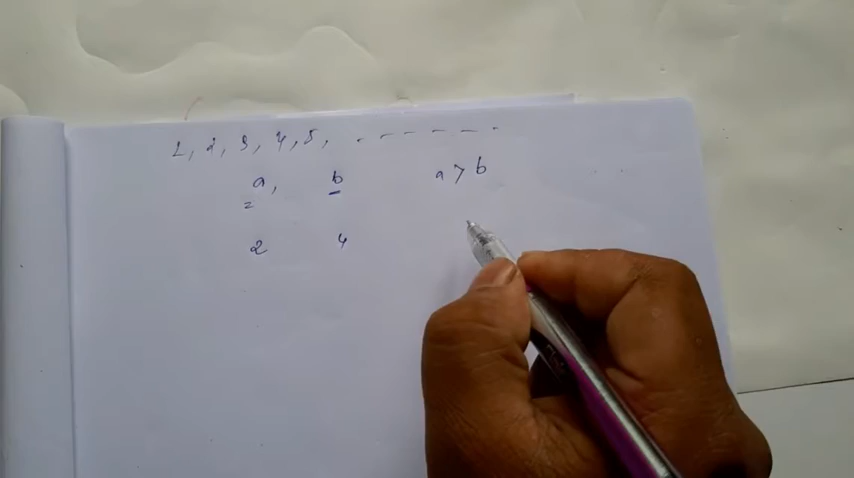 1, 2, 3, 4, 5, . - - - - - -
a, b a > b
2 4